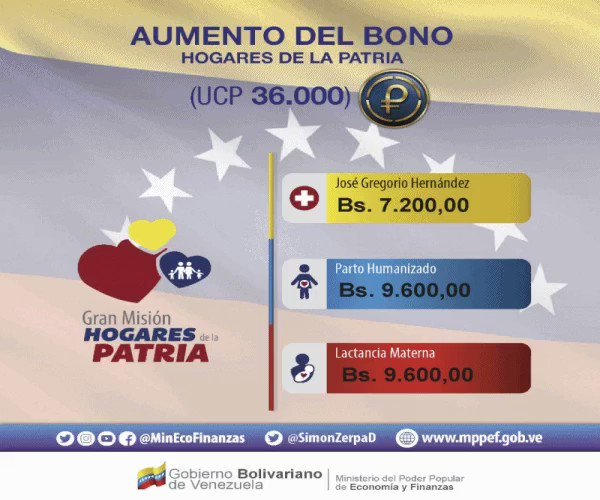 AUMENTO DEL BONO
HOGARES DE LA PATRIA
(UCP 36.000)
José Gregorio Hernández
Bs. 7.200,00
Parto Humanizado
Bs. 9.600,00
Lactancia Materna
Bs. 9.600,00
Gran Misión
HOGARES de la
PATRIA
@MinEcoFinanzas
@SimonZerpaD
www.mppef.gob.ve
Gobierno Bolivariano
de Venezuela
Ministerio del Poder Popular
de Economía y Finanzas